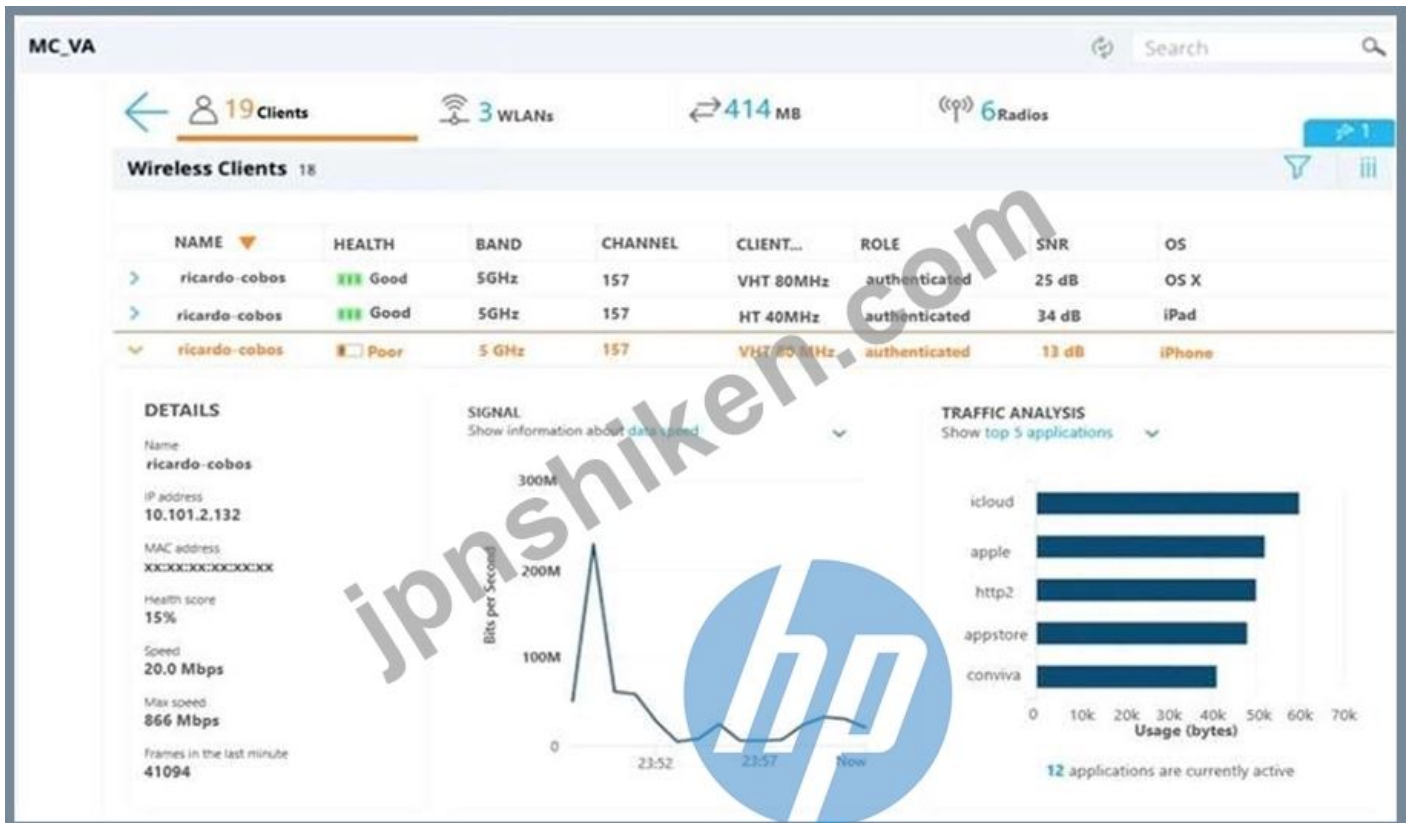 MC_VA
Search
19 Clients
3 WLANs
414 MB
6 Radios
1
Wireless Clients 18
NAME HEALTH BAND CHANNEL CLIENT... ROLE SNR OS
ricardo-cobos Good 5GHz 157 VHT 80MHz authenticated 25 dB OS X
ricardo-cobos Good 5GHz 157 HT 40MHz authenticated 34 dB iPad
ricardo-cobos Poor 5 GHz 157 VHT 80 MHz authenticated 13 dB iPhone
DETAILS
Name
ricardo-cobos
IP address
10.101.2.132
MAC address
XX:XX:XX:XX:XX:XX
Health score
15%
Speed
20.0 Mbps
Max speed
866 Mbps
Frames in the last minute
41094
SIGNAL
Show information about data speed
300M
200M
100M
0
Bits per Second
23:52 23:57 Now
TRAFFIC ANALYSIS
Show top 5 applications
icloud
apple
http2
appstore
conviva
0 10k 20k 30k 40k 50k 60k 70k
Usage (bytes)
12 applications are currently active
jpnshiken.com
hp